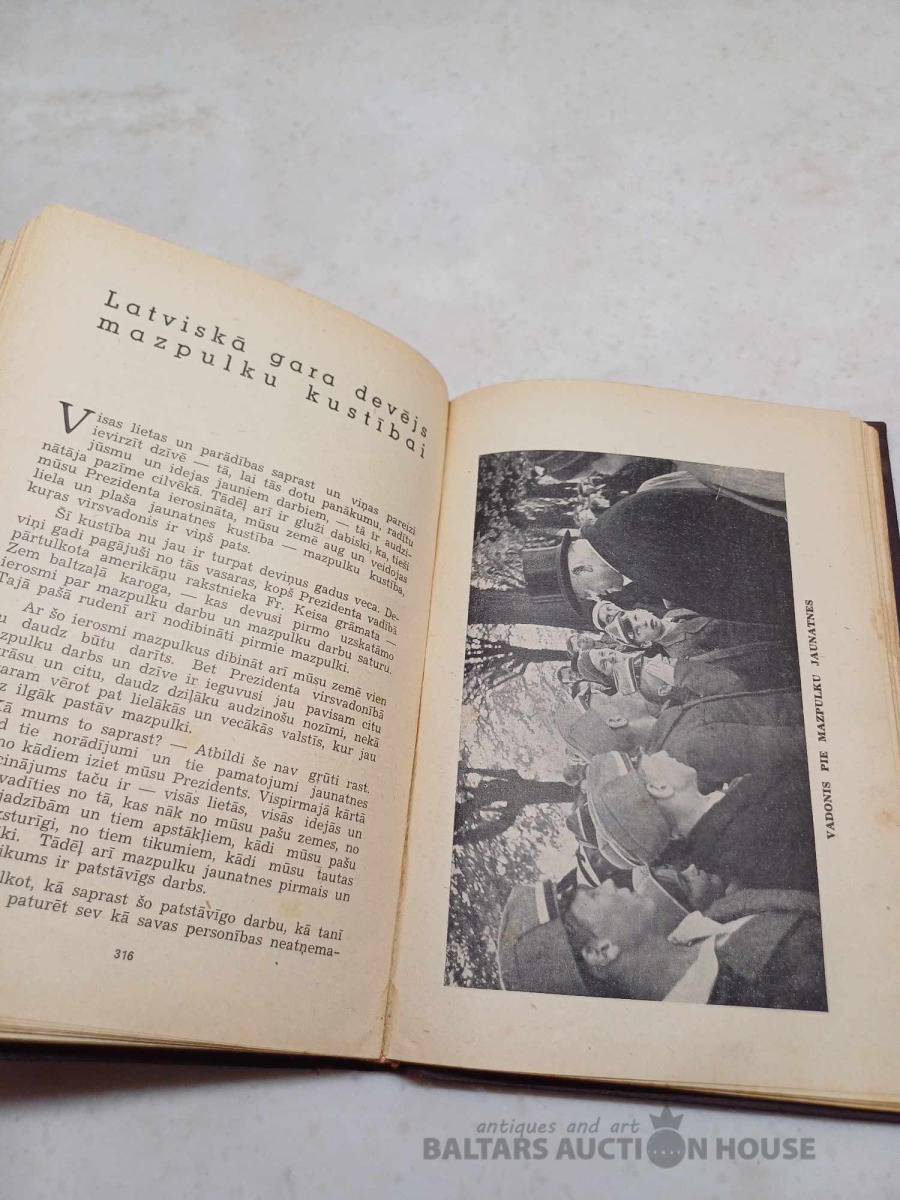 Latviskā gara devējs
mazpulku kustībai
Visas lietas un parādības saprast un viņas pareizi
ievirzīt dzīvē — tā, lai tās dotu panākumu, radītu
jūsmu un idejas jauniem darbiem, — tā ir audzi-
nātāja pazīme cilvēkā. Tādēļ arī ir gluži dabiski, ka, tieši
mūsu Prezidenta ierosināta, mūsu zemē aug un veidojas
liela un plaša jaunatnes kustība — mazpulku kustība,
kuŗas virsvadonis ir viņš pats.
Šī kustība nu jau ir turpat deviņus gadus veca. De-
viņi gadi pagājuši no tās vasaras, kopš Prezidenta vadībā
pārtulkota amerikāņu rakstnieka Fr. Keisa grāmata —
Zem baltzaļā karoga, — kas devusi pirmo uzskatāmo
ierosmi par mazpulku darbu un mazpulku darbu saturu.
Tajā pašā rudenī arī nodibināti pirmie mazpulki.
Ar šo ierosmi mazpulkus dibināt arī mūsu zemē vien
u daudz būtu darīts. Bet Prezidenta virsvadonībā
azpulku darbs un dzīve ir ieguvusi jau pavisam citu
rāsu un citu, daudz dziļāku audzinošu nozīmi, nekā
varam vērot pat lielākās un vecākās valstīs, kur jau
z ilgāk pastāv mazpulki.
Kā mums to saprast? — Atbildi še nav grūti rast.
d tie norādījumi un tie pamatojumi jaunatnes
no kādiem iziet mūsu Prezidents. Vispirmajā kārtā
cinājums taču ir — visās lietās, visās idejās un
vadīties no tā, kas nāk no mūsu pašu zemes, no
jadzībām un tiem apstākļiem, kādi mūsu pašu
ksturīgi, no tiem tikumiem, kādi mūsu tautas
ki. Tādēļ arī mazpulku jaunatnes pirmais un
ikums ir patstāvīgs darbs.
lkot, kā saprast šo patstāvīgo darbu, kā tanī
paturēt sev kā savas personības neatņema-
316
VADONIS PIE MAZPULKU JAUNATNES
antiques and art
BALTARS AUCTION HOUSE